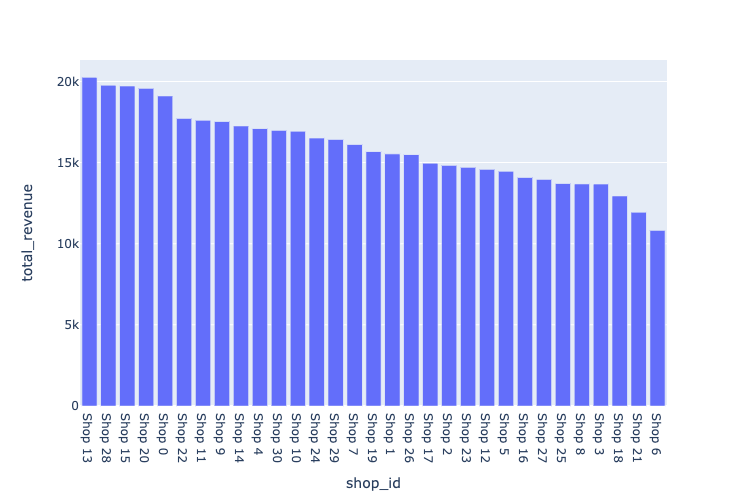 20k
15k
10k
5k
0
total_revenue
Shop 13
Shop 28
Shop 15
Shop 20
Shop 0
Shop 22
Shop 11
Shop 9
Shop 14
Shop 4
Shop 30
Shop 10
Shop 24
Shop 29
Shop 7
Shop 19
Shop 1
Shop 26
Shop 17
Shop 2
Shop 23
Shop 12
Shop 5
Shop 16
Shop 27
Shop 25
Shop 8
Shop 3
Shop 18
Shop 21
Shop 6
shop_id